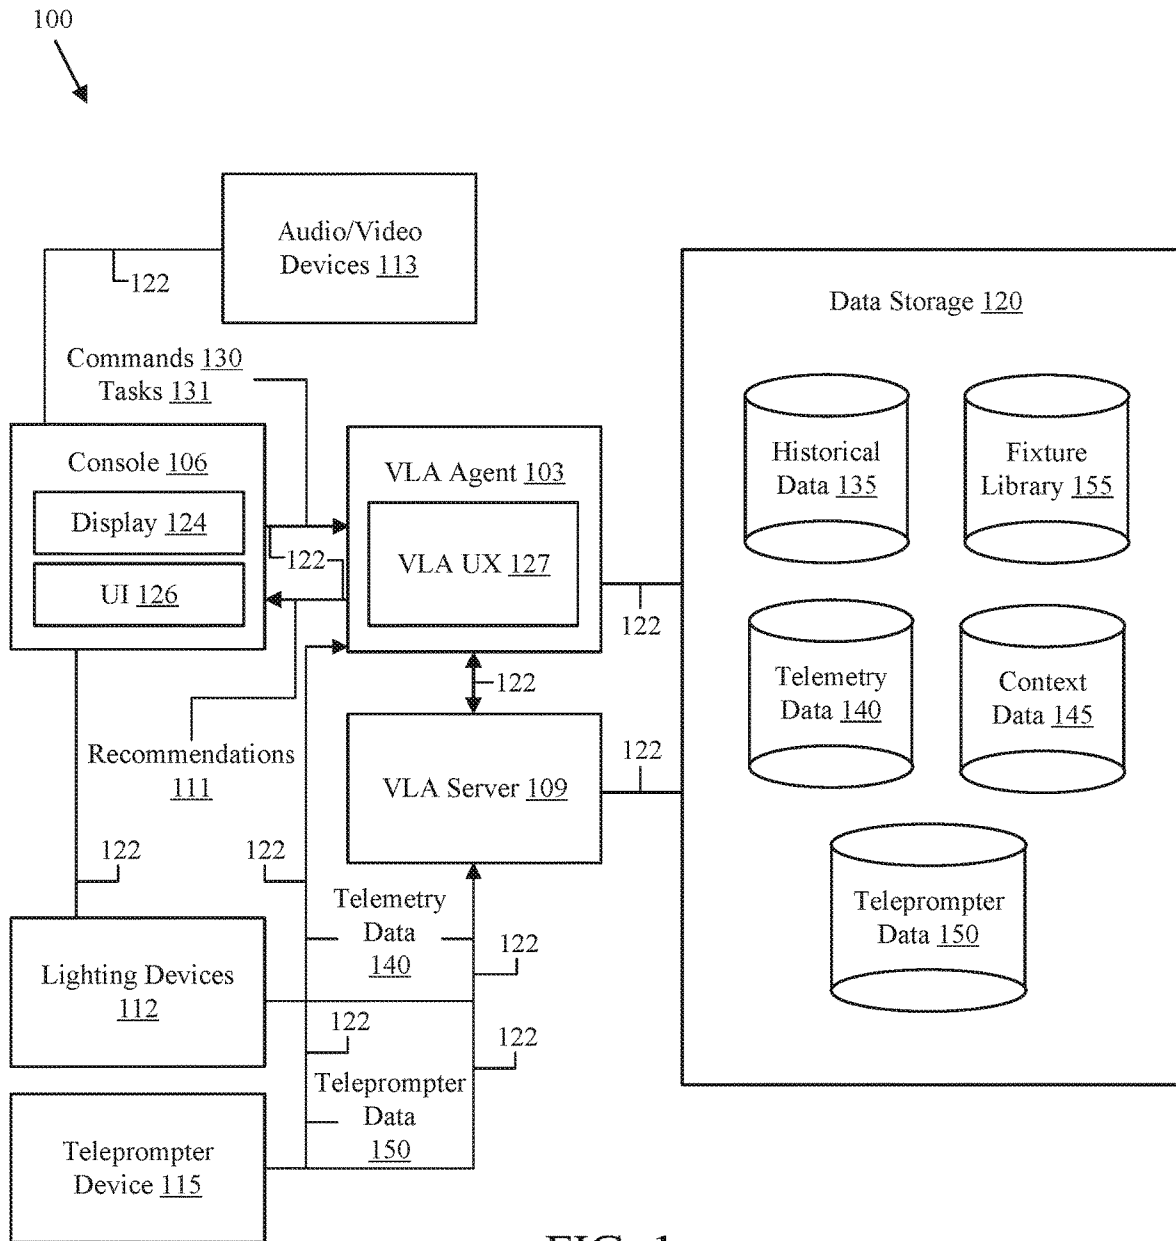 100
Audio/Video
Devices 113
122
Data Storage 120
Commands 130
Tasks 131
Console 106
Display 124
UI 126
VLA Agent 103
VLA UX 127
122
Historical
Data 135
Fixture
Library 155
122
Telemetry
Data 140
Context
Data 145
122
Recommendations
111
VLA Server 109
122
Teleprompter
Data 150
122
122
Telemetry
Data
140
122
Lighting Devices
112
122
122
Teleprompter
Data
150
Teleprompter
Device 115
FIG. 1